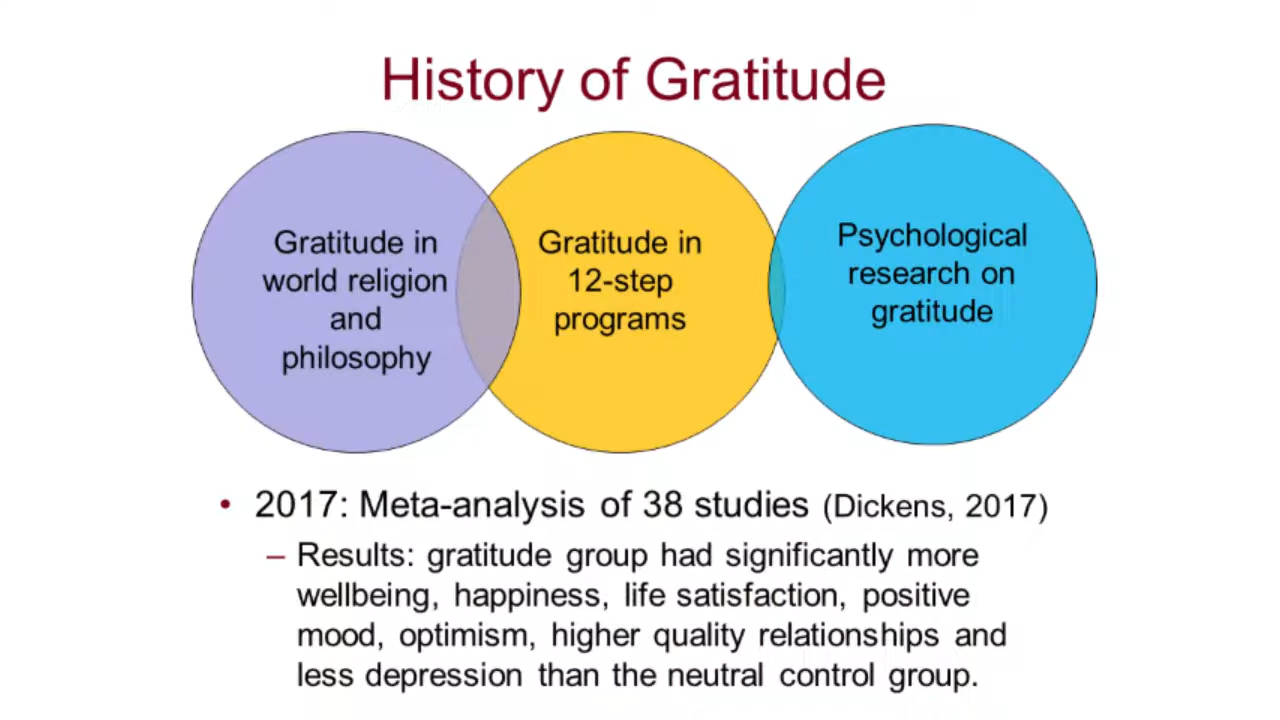 History of Gratitude
Gratitude in
world religion
and
philosophy
Gratitude in
12-step
programs
Psychological
research on
gratitude
• 2017: Meta-analysis of 38 studies (Dickens, 2017)
– Results: gratitude group had significantly more
wellbeing, happiness, life satisfaction, positive
mood, optimism, higher quality relationships and
less depression than the neutral control group.